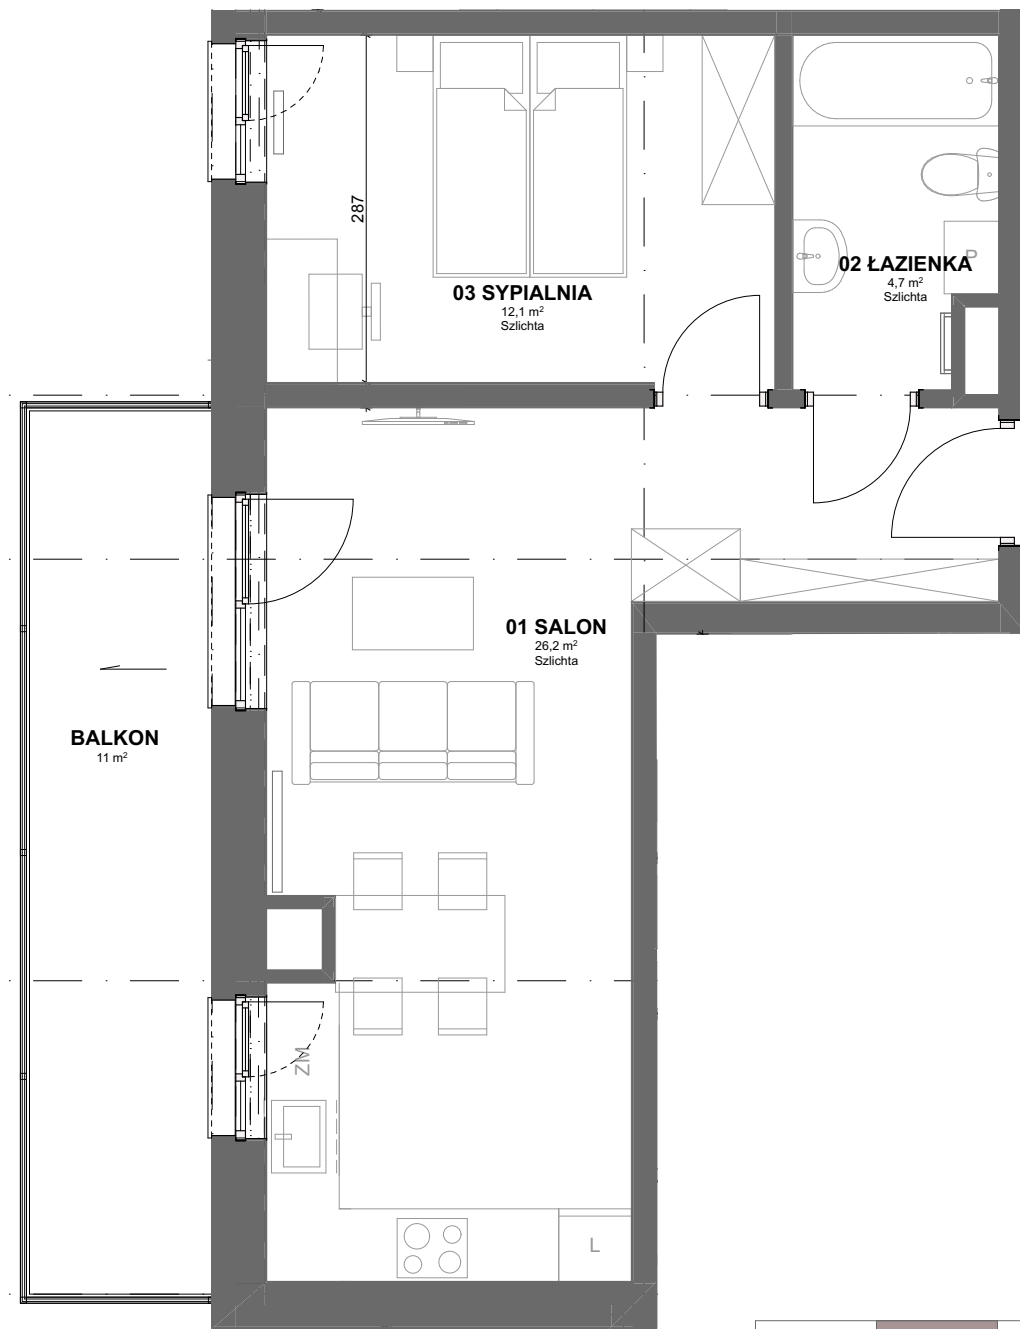 287
P
02 ŁAZIENKA
4,7 m²
Szlichta
03 SYPIALNIA
12,1 m²
Szlichta
01 SALON
26,2 m²
Szlichta
BALKON
11 m²
ZM
L